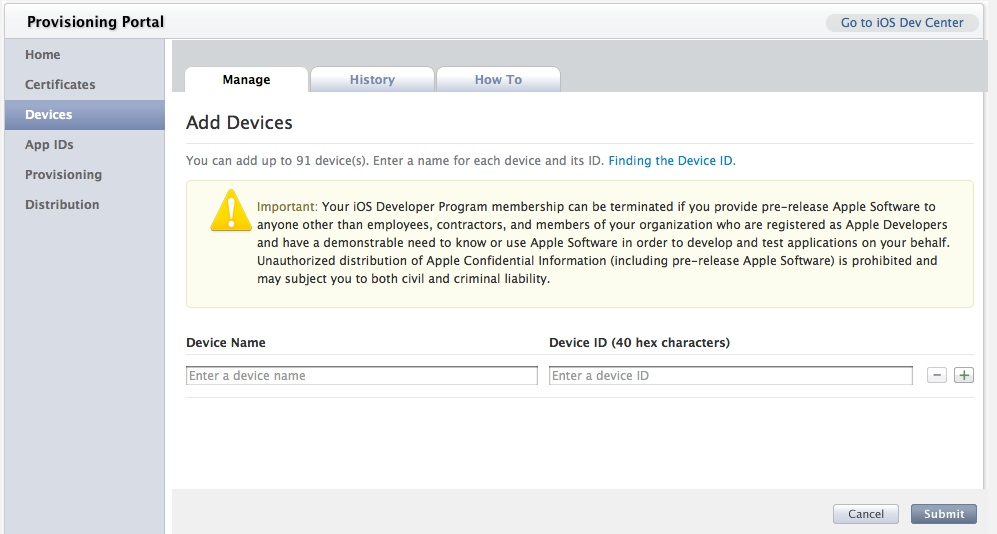 Provisioning Portal
Go to iOS Dev Center
Home
Certificates
Devices
App IDs
Provisioning
Distribution
Manage
History
How To
Add Devices
You can add up to 91 device(s). Enter a name for each device and its ID. Finding the Device ID.
Important: Your iOS Developer Program membership can be terminated if you provide pre-release Apple Software to
anyone other than employees, contractors, and members of your organization who are registered as Apple Developers
and have a demonstrable need to know or use Apple Software in order to develop and test applications on your behalf.
Unauthorized distribution of Apple Confidential Information (including pre-release Apple Software) is prohibited and
may subject you to both civil and criminal liability.
Device Name
Device ID (40 hex characters)
Enter a device name
Enter a device ID
Cancel
Submit